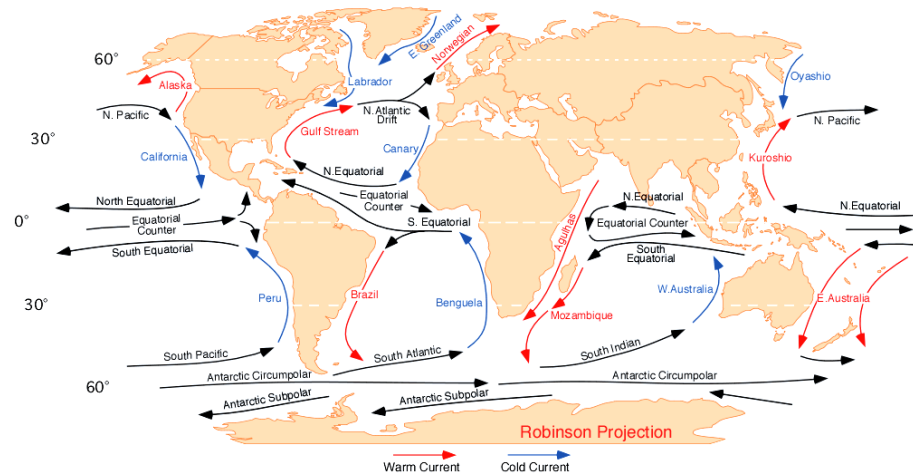 60°
30°
0°
30°
60°
Alaska
N. Pacific
California
North Equatorial
Equatorial
Counter
South Equatorial
Peru
South Pacific
Labrador
E. Greenland
Norwegian
N.Atlantic
Drift
Gulf Stream
Canary
N.Equatorial
Equatorial
Counter
S. Equatorial
Brazil
Benguela
South Atlantic
Antarctic Circumpolar
Antarctic Subpolar
Antarctic Subpolar
Agulhas
Mozambique
N.Equatorial
Equatorial Counter
South
Equatorial
W.Australia
South Indian
Antarctic Circumpolar
Oyashio
N. Pacific
Kuroshio
N.Equatorial
E.Australia
Robinson Projection
Warm Current
Cold Current